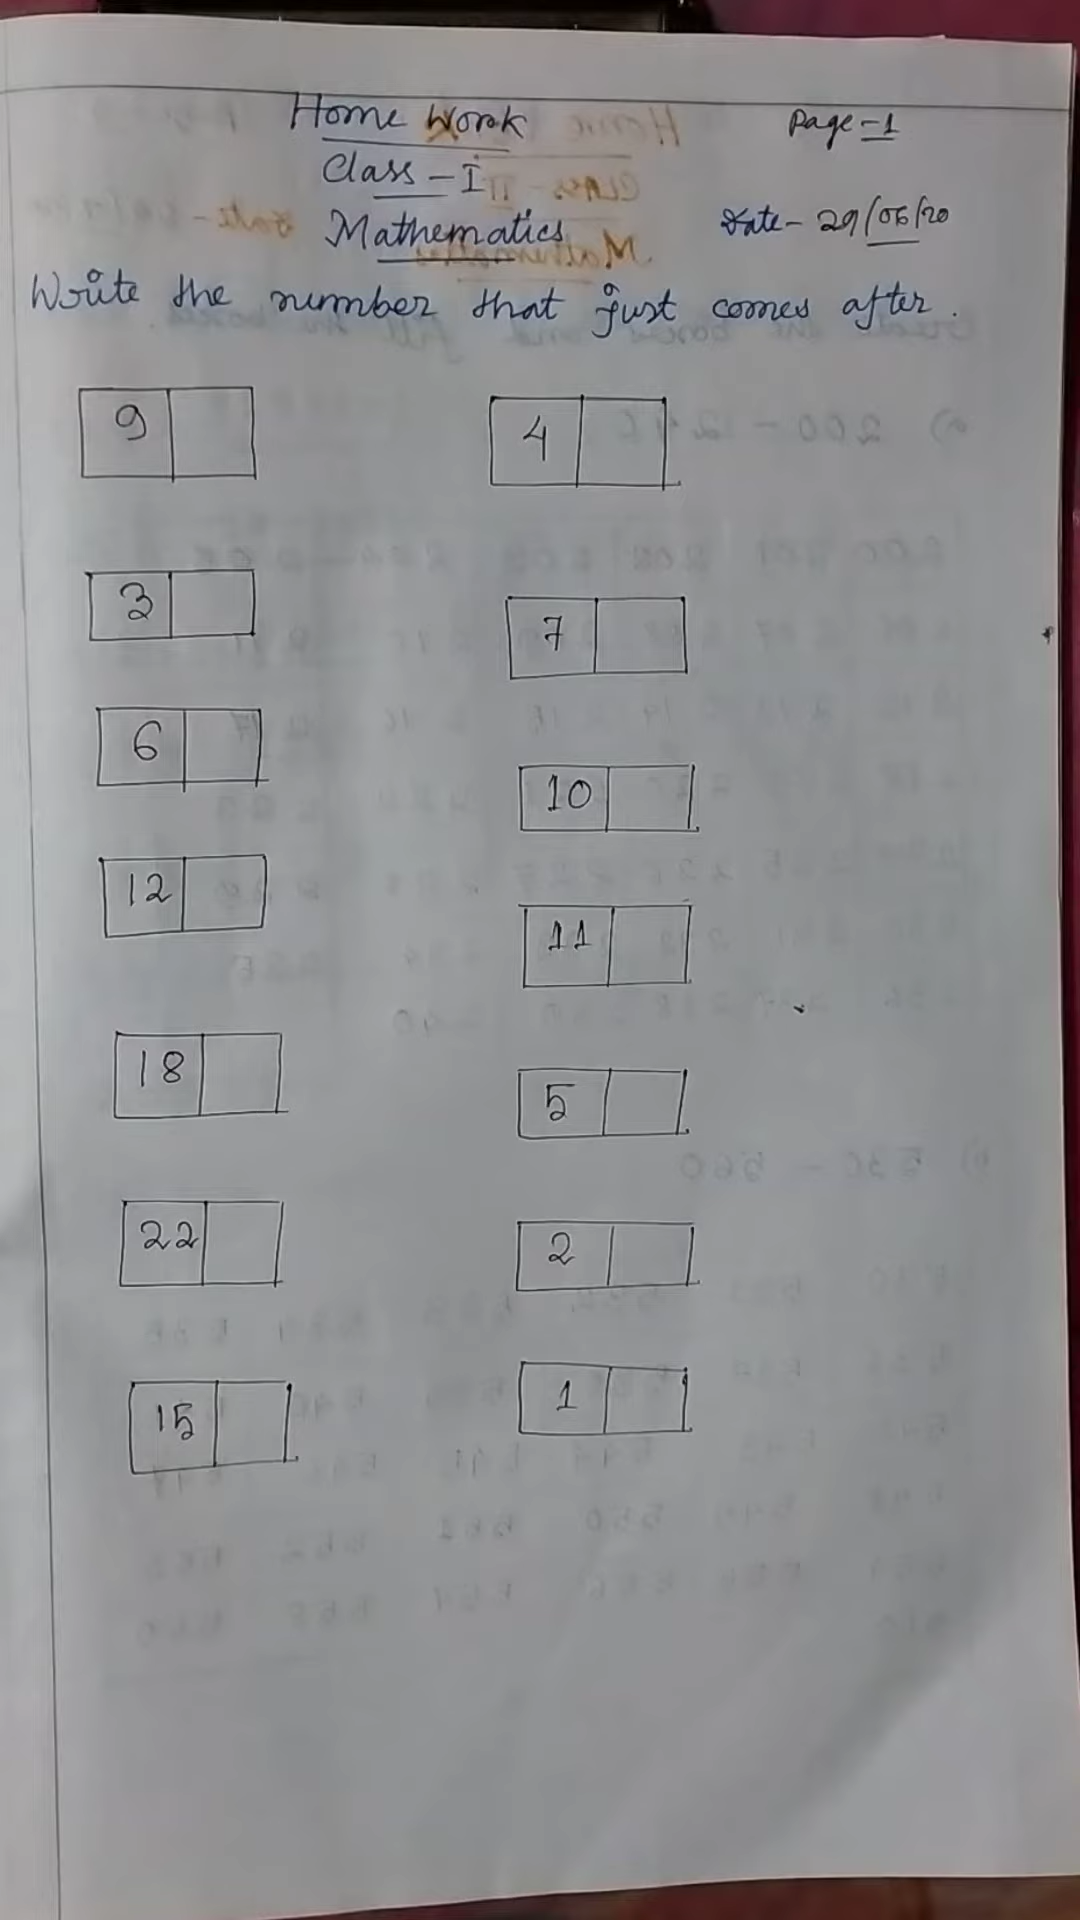 Home Work
Page-1
Class - I
Mathematics
Date- 29/06/20
Write the number that just comes after.
9 4
3 7
6 10
12 11
18 5
22 2
15 1